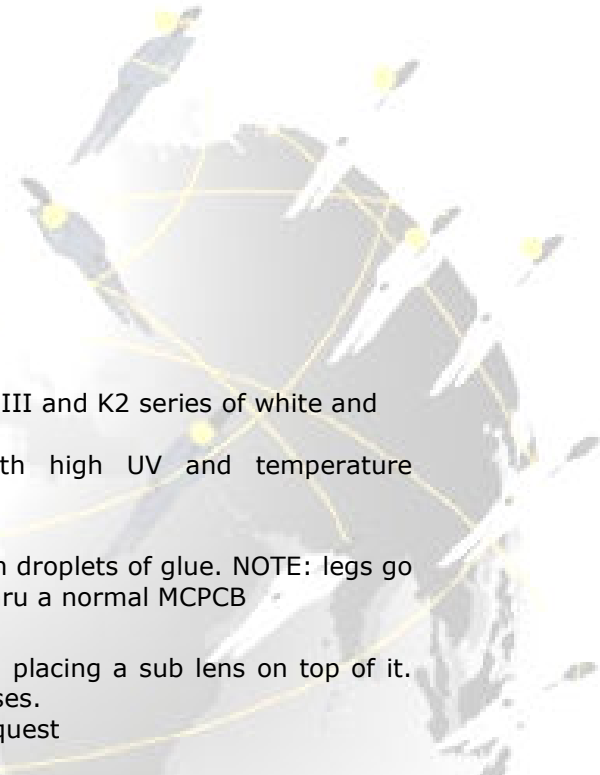 III and K2 series of white and
th high UV and temperature
n droplets of glue. NOTE: legs go
ru a normal MCPCB
placing a sub lens on top of it.
ses.
quest